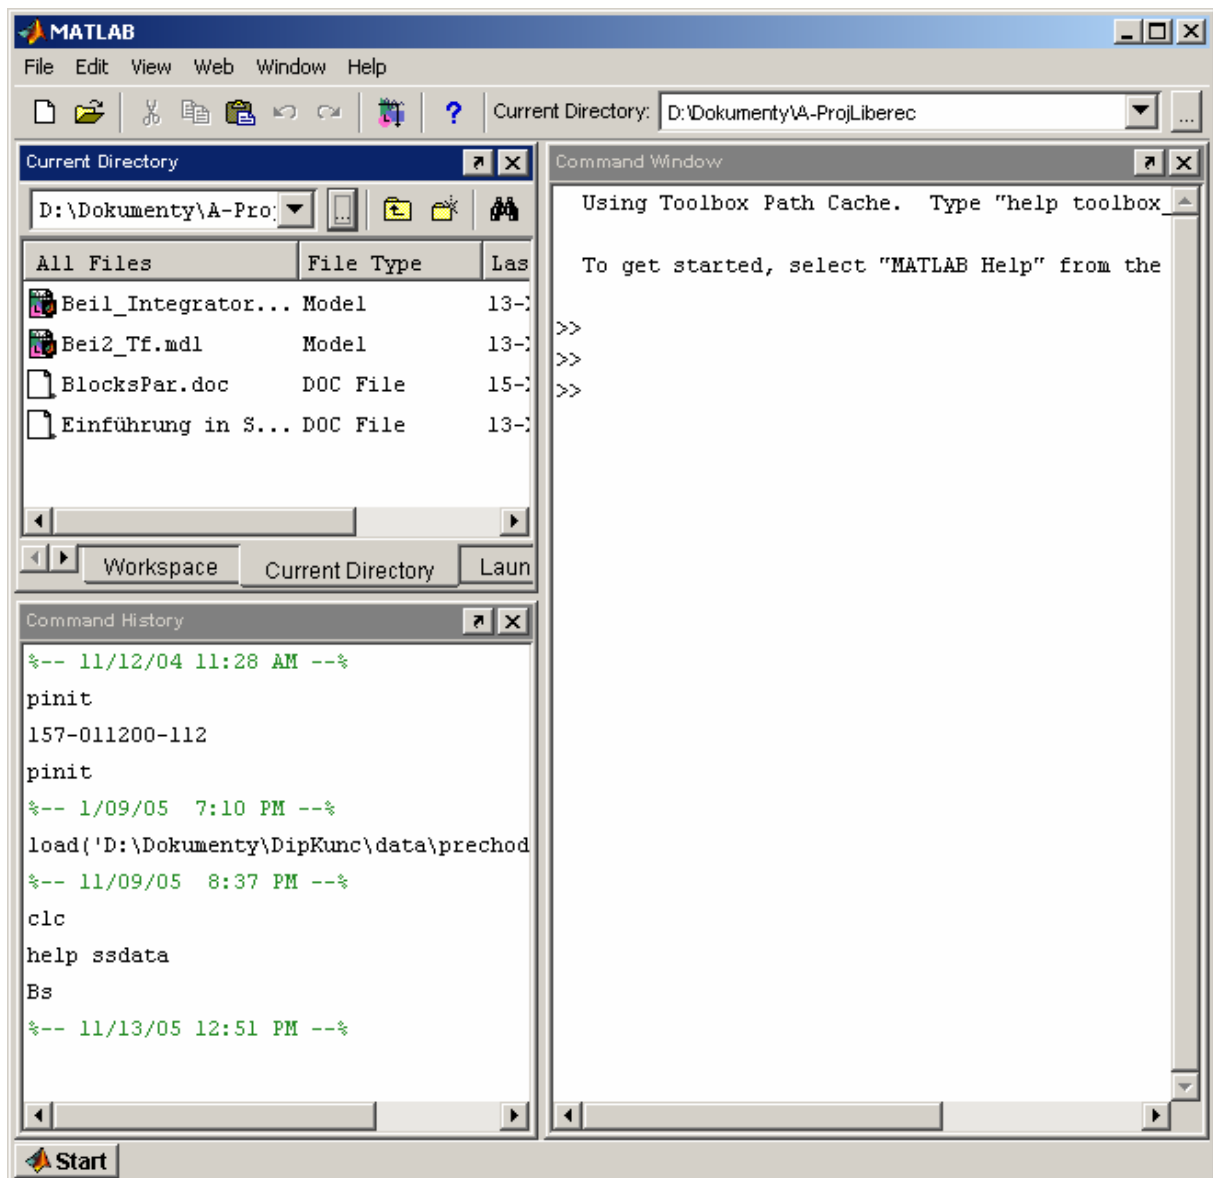 MATLAB
File Edit View Web Window Help
Current Directory: D:\Dokumenty\A-ProjLiberec
...
Current Directory
D:\Dokumenty\A-Pro
...
All Files File Type Las
Bei1_Integrator... Model 13-
Bei2_Tf.mdl Model 13-
BlocksPar.doc DOC File 15-
Einführung in S... DOC File 13-
Workspace Current Directory Laun
Command History
%-- 11/12/04 11:28 AM --%
pinit
157-011200-112
pinit
%-- 1/09/05 7:10 PM --%
load('D:\Dokumenty\DipKunc\data\prechod
%-- 11/09/05 8:37 PM --%
clc
help ssdata
Bs
%-- 11/13/05 12:51 PM --%
Command Window
Using Toolbox Path Cache. Type "help toolbox_
To get started, select "MATLAB Help" from the
>>
>>
>>
Start